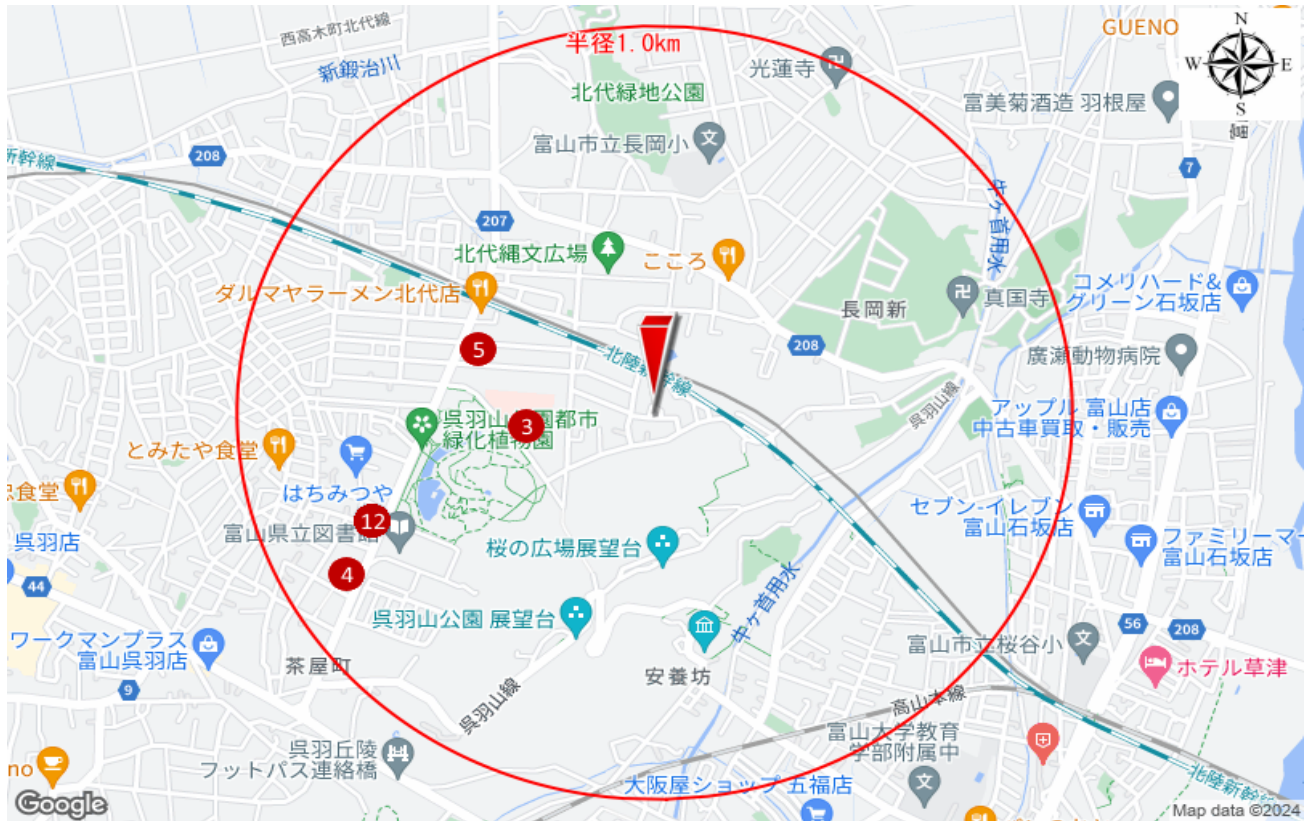 西高木町北代線
半径1.0km
GUENO
N
W
E
S
新鍛治川
光蓮寺
北代緑地公園
富美菊酒造 羽根屋
富山市立長岡小
新幹線
208
7
207
牛ケ首用水
北代縄文広場
こころ
コメリハード&
グリーン石坂店
ダルマヤラーメン北代店
長岡新
真国寺
5
208
廣瀬動物病院
北陸新幹線
呉羽山線
アップル 富山店
中古車買取・販売
呉羽山公園都市
緑化植物園
3
とみたや食堂
はちみつや
食堂
セブン-イレブン
富山石坂店
12
富山県立図書館
呉羽店
桜の広場展望台
ファミリーマー
富山石坂店
4
44
牛ケ首用水
呉羽山公園 展望台
56
208
ワークマンプラス
富山呉羽店
富山市立桜谷小
茶屋町
安養坊
ホテル草津
9
呉羽山線
高山本線
富山大学教育
学部附属中
呉羽丘陵
フットパス連絡橋
no
大阪屋ショップ 五福店
北陸新幹線
Google
Map data ©2024